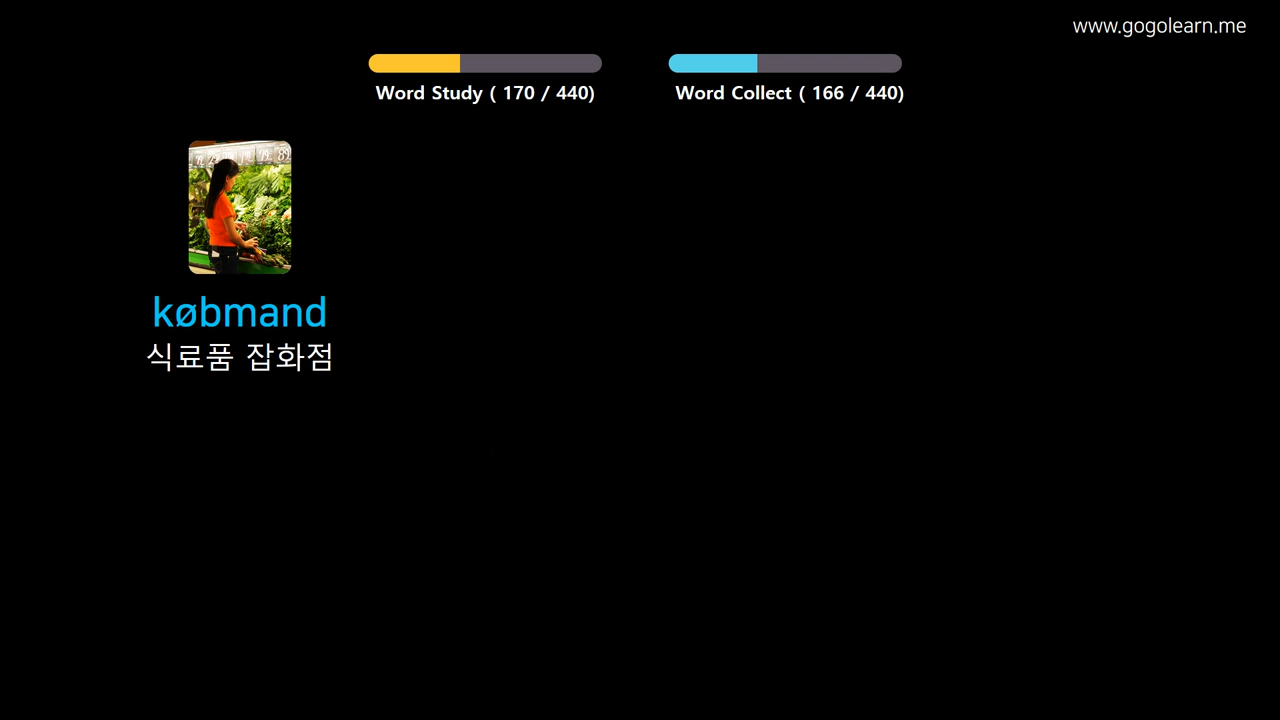 www.gogolearn.me
Word Study ( 170 / 440)
Word Collect ( 166 / 440)
købmand
식료품 잡화점